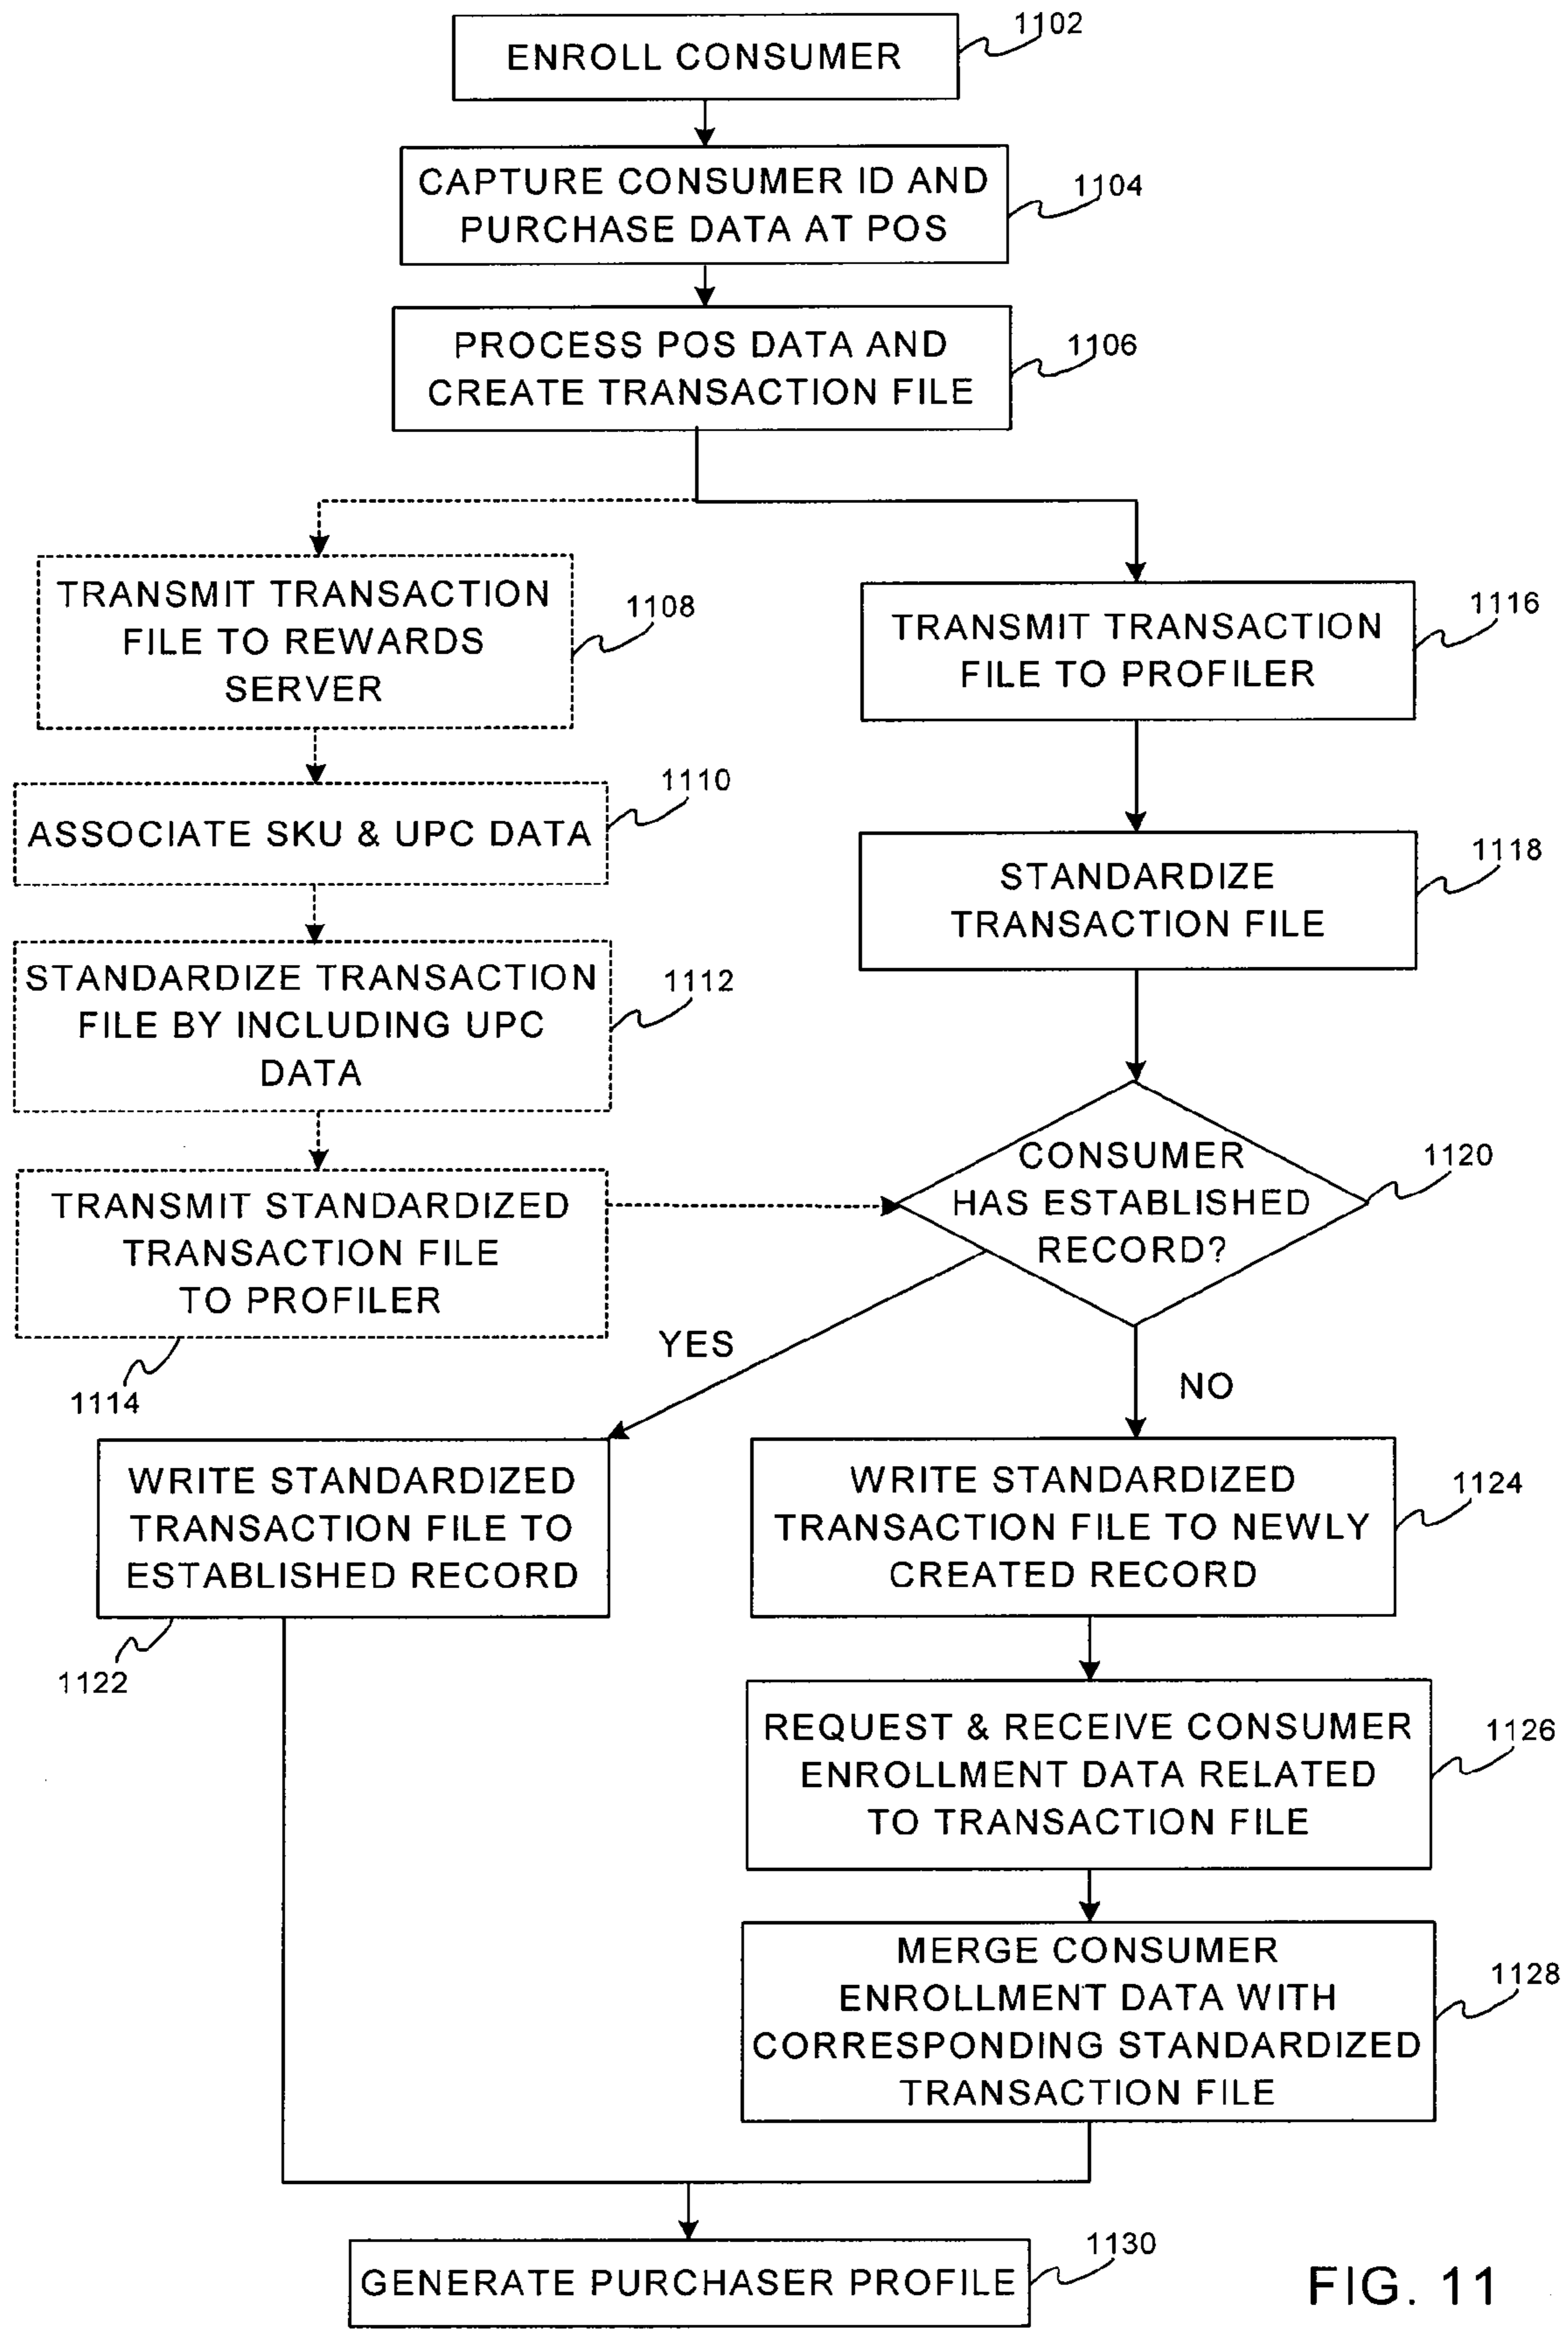 1102
ENROLL CONSUMER
CAPTURE CONSUMER ID AND
PURCHASE DATA AT POS
1104
PROCESS POS DATA AND
CREATE TRANSACTION FILE
1106
TRANSMIT TRANSACTION
FILE TO REWARDS
SERVER
1108
ASSOCIATE SKU & UPC DATA
1110
STANDARDIZE TRANSACTION
FILE BY INCLUDING UPC
DATA
1112
TRANSMIT STANDARDIZED
TRANSACTION FILE
TO PROFILER
1114
TRANSMIT TRANSACTION
FILE TO PROFILER
1116
STANDARDIZE
TRANSACTION FILE
1118
CONSUMER
HAS ESTABLISHED
RECORD?
1120
YES
NO
WRITE STANDARDIZED
TRANSACTION FILE TO
ESTABLISHED RECORD
1122
WRITE STANDARDIZED
TRANSACTION FILE TO NEWLY
CREATED RECORD
1124
REQUEST & RECEIVE CONSUMER
ENROLLMENT DATA RELATED
TO TRANSACTION FILE
1126
MERGE CONSUMER
ENROLLMENT DATA WITH
CORRESPONDING STANDARDIZED
TRANSACTION FILE
1128
GENERATE PURCHASER PROFILE
1130
FIG. 11